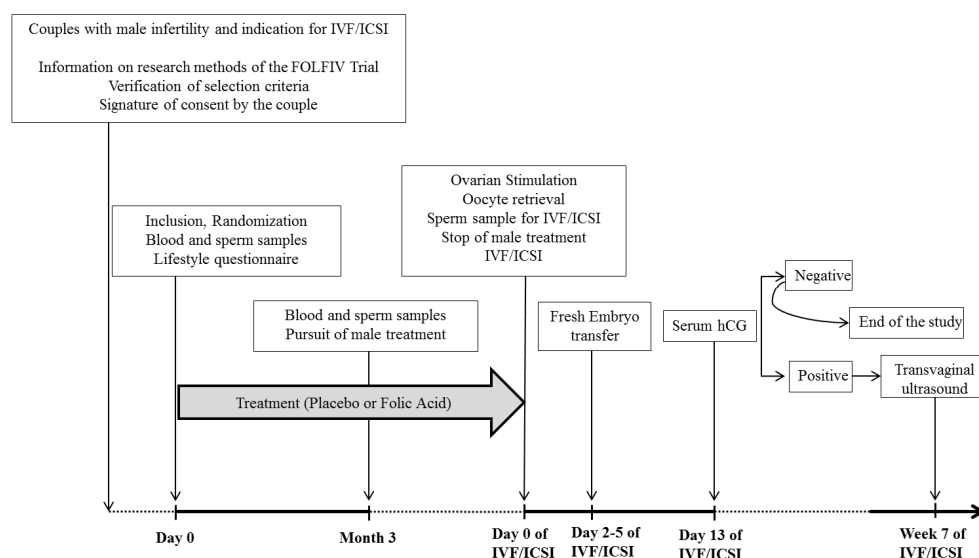 Couples with male infertility and indication for IVF/ICSI
Information on research methods of the FOLFIV Trial
Verification of selection criteria
Signature of consent by the couple
Inclusion, Randomization
Blood and sperm samples
Lifestyle questionnaire
Blood and sperm samples
Pursuit of male treatment
Ovarian Stimulation
Oocyte retrieval
Sperm sample for IVF/ICSI
Stop of male treatment
IVF/ICSI
Fresh Embryo
transfer
Serum hCG
Negative
End of the study
Positive
Transvaginal
ultrasound
Treatment (Placebo or Folic Acid)
Day 0
Month 3
Day 0 of
IVF/ICSI
Day 2-5 of
IVF/ICSI
Day 13 of
IVF/ICSI
Week 7 of
IVF/ICSI